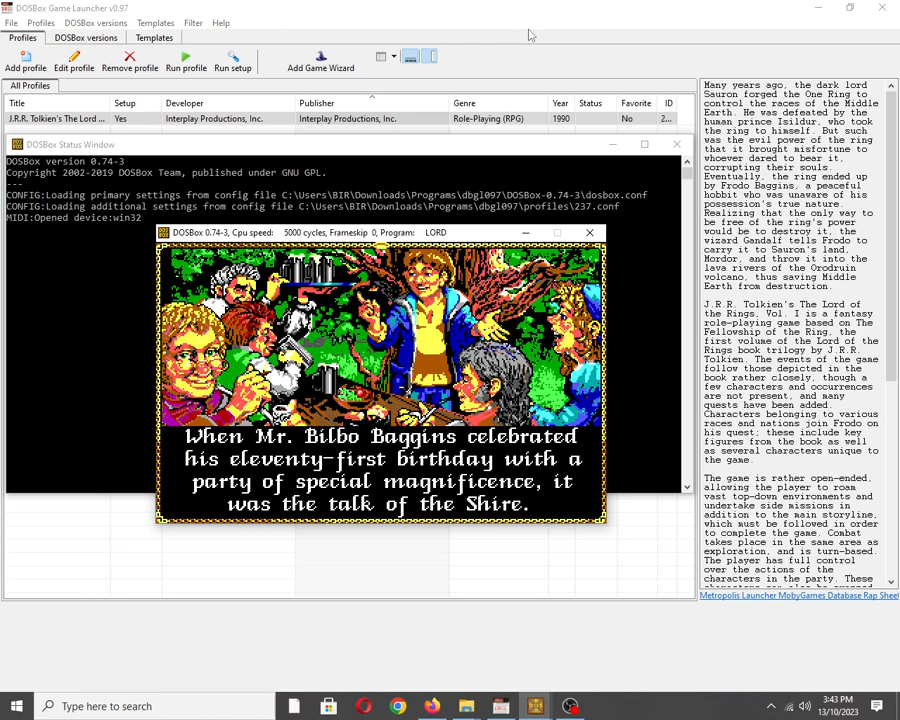 DOSBox Game Launcher v0.97
File Profiles DOSBox versions Templates Filter Help
Profiles DOSBox versions Templates
Add profile Edit profile Remove profile Run profile Run setup Add Game Wizard
All Profiles
Title Setup Developer Publisher Genre Year Status Favorite ID
J.R.R. Tolkien's The Lord ... Yes Interplay Productions, Inc. Interplay Productions, Inc. Role-Playing (RPG) 1990 No 2...
DOSBox Status Window
DOSBox version 0.74-3
Copyright 2002-2019 DOSBox Team, published under GNU GPL.
---
CONFIG:Loading primary settings from config file C:\Users\BIR\Downloads\Programs\dbgl097\DOSBox-0.74-3\dosbox.conf
CONFIG:Loading additional settings from config file C:\Users\BIR\Downloads\Programs\dbgl097\profiles\237.conf
MIDI:Opened device:win32
DOSBox 0.74-3, Cpu speed: 5000 cycles, Frameskip 0, Program: LORD
When Mr. Bilbo Baggins celebrated
his eleventy-first birthday with a
party of special magnificence, it
was the talk of the Shire.
Many years ago, the dark lord
Sauron forged the One Ring to
control the races of the Middle
Earth. He was defeated by the
human prince Isildur, who took
the ring to himself. But such
was the evil power of the ring
that it brought misfortune to
whoever dared to bear it,
corrupting their souls.
Eventually, the ring ended up
by Frodo Baggins, a peaceful
hobbit who was unaware of his
possession's true nature.
Realizing that the only way to
be free of the ring's power
would be to destroy it, the
wizard Gandalf tells Frodo to
carry it to Sauron's land,
Mordor, and throw it into the
lava rivers of the Orodruin
volcano, thus saving Middle
Earth from destruction.
J.R.R. Tolkien's The Lord of
the Rings, Vol. I is a fantasy
role-playing game based on The
Fellowship of the Ring, the
first volume of the Lord of the
Rings book trilogy by J.R.R.
Tolkien. The events of the game
follow those depicted in the
book rather closely, though a
few characters and occurrences
are not present, and many
quests have been added.
Characters belonging to various
races and nations join Frodo on
his quest; these include key
figures from the book as well
as several characters unique to
the game.
The game is rather open-ended,
allowing the player to roam
vast top-down environments and
undertake side missions in
addition to the main storyline,
which must be followed in order
to complete the game. Combat
takes place in the same area as
exploration, and is turn-based.
The player has full control
over the actions of the
characters in the party. These
Metropolis Launcher MobyGames Database Rap Sheet
Type here to search
3:43 PM
13/10/2023